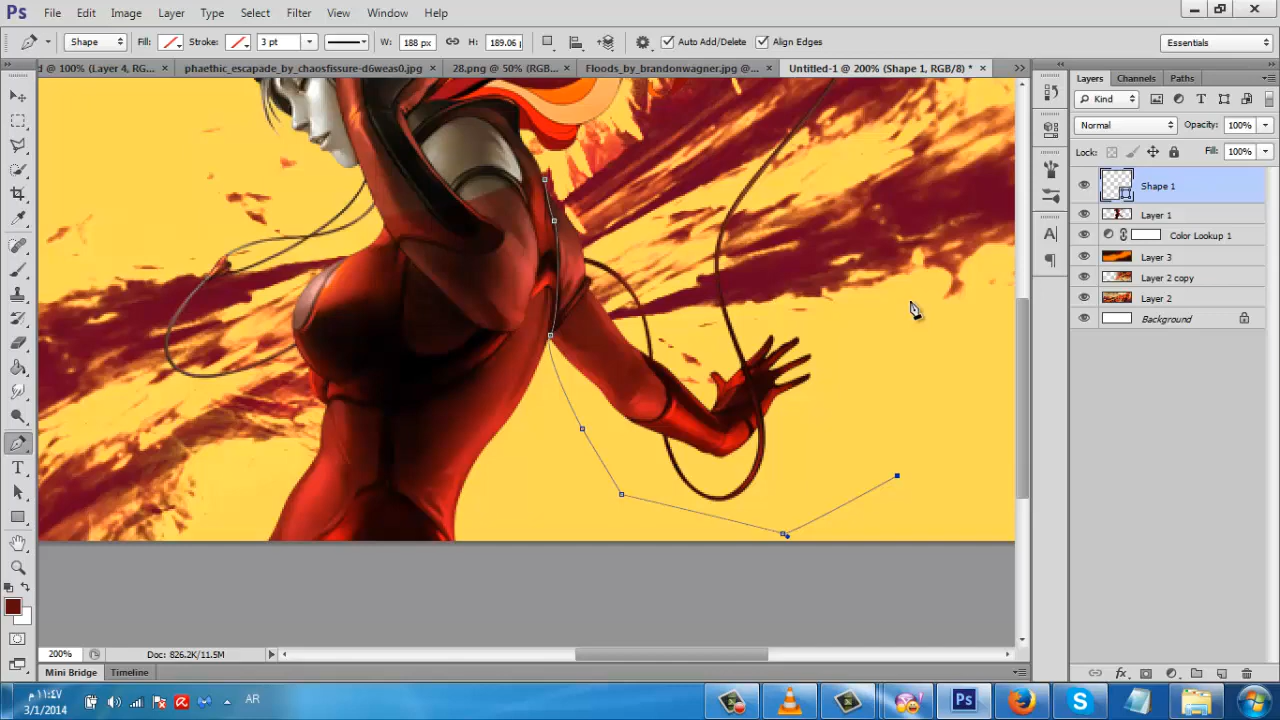 Ps File Edit Image Layer Type Select Filter View Window Help
Shape Fill: Stroke: 3 pt W: 188 px H: 189.06 p Auto Add/Delete Align Edges Essentials
d @ 100% (Layer 4, RG... × phaethic_escapade_by_chaosfissure-d6weas0.jpg × 28.png @ 50% (RGB... × Floods_by_brandonwagner.jpg @... × Untitled-1 @ 200% (Shape 1, RGB/8) * ×
Layers Channels Paths
Kind
Normal Opacity: 100%
Lock: Fill: 100%
Shape 1
Layer 1
Color Lookup 1
Layer 3
Layer 2 copy
Layer 2
Background
200% Doc: 826.2K/11.5M
Mini Bridge Timeline
م ١١:٤٧
3/1/2014
AR
Ps